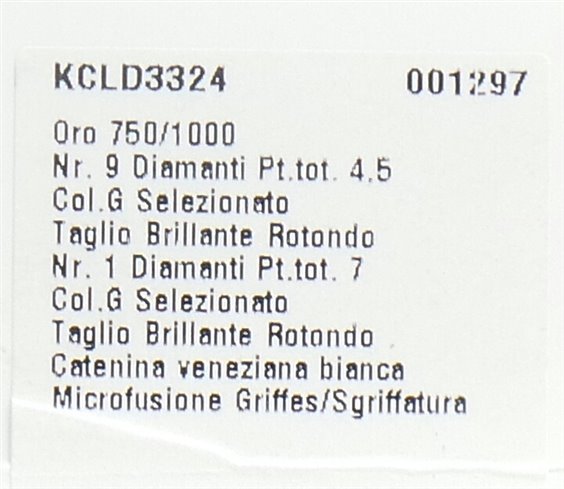 KCLD3324 001297
Oro 750/1000
Nr. 9 Diamanti Pt.tot. 4.5
Col.G Selezionato
Taglio Brillante Rotondo
Nr. 1 Diamanti Pt.tot. 7
Col.G Selezionato
Taglio Brillante Rotondo
Catenina veneziana bianca
Microfusione Griffes/Sgriffatura